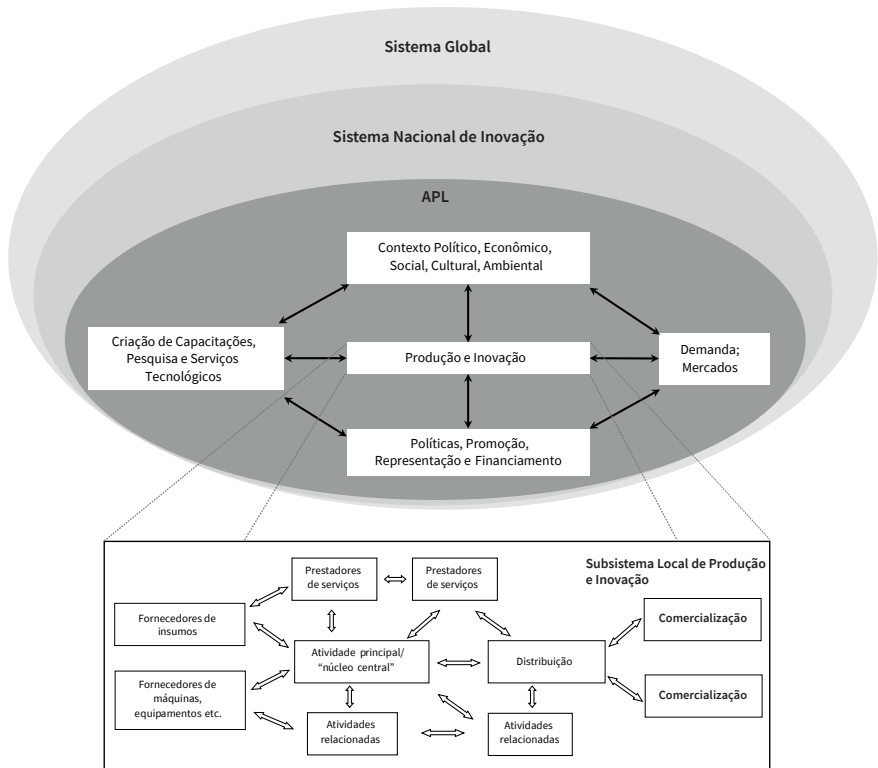 Sistema Global
Sistema Nacional de Inovação
APL
Contexto Político, Econômico,
Social, Cultural, Ambiental
Criação de Capacitações,
Pesquisa e Serviços
Tecnológicos
Produção e Inovação
Demanda;
Mercados
Políticas, Promoção,
Representação e Financiamento
Subsistema Local de Produção
e Inovação
Prestadores
de serviços
Prestadores
de serviços
Fornecedores de
insumos
Comercialização
Atividade principal/
"núcleo central"
Distribuição
Fornecedores de
máquinas,
equipamentos etc.
Comercialização
Atividades
relacionadas
Atividades
relacionadas